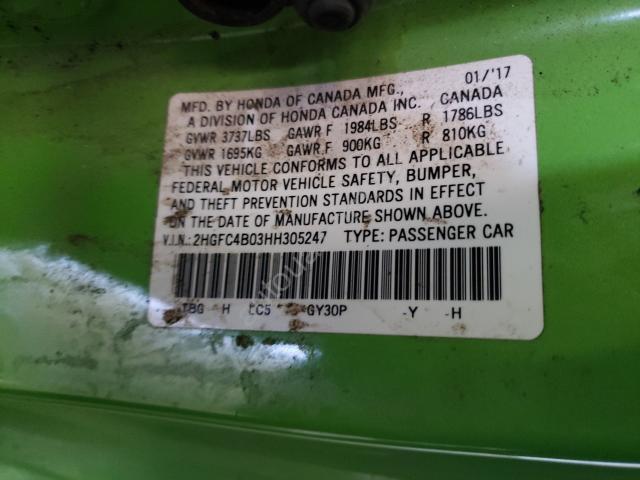 01/'17
MFD. BY HONDA OF CANADA MFG.,
A DIVISION OF HONDA CANADA INC. CANADA
GVWR 3737LBS GAWR F 1984LBS R 1786LBS
GVWR 1695KG GAWR F 900KG R 810KG
THIS VEHICLE CONFORMS TO ALL APPLICABLE
FEDERAL MOTOR VEHICLE SAFETY, BUMPER,
AND THEFT PREVENTION STANDARDS IN EFFECT
ON THE DATE OF MANUFACTURE SHOWN ABOVE.
V.I.N.: 2HGFC4B03HH305247 TYPE: PASSENGER CAR
TBG H GY30P -Y -H